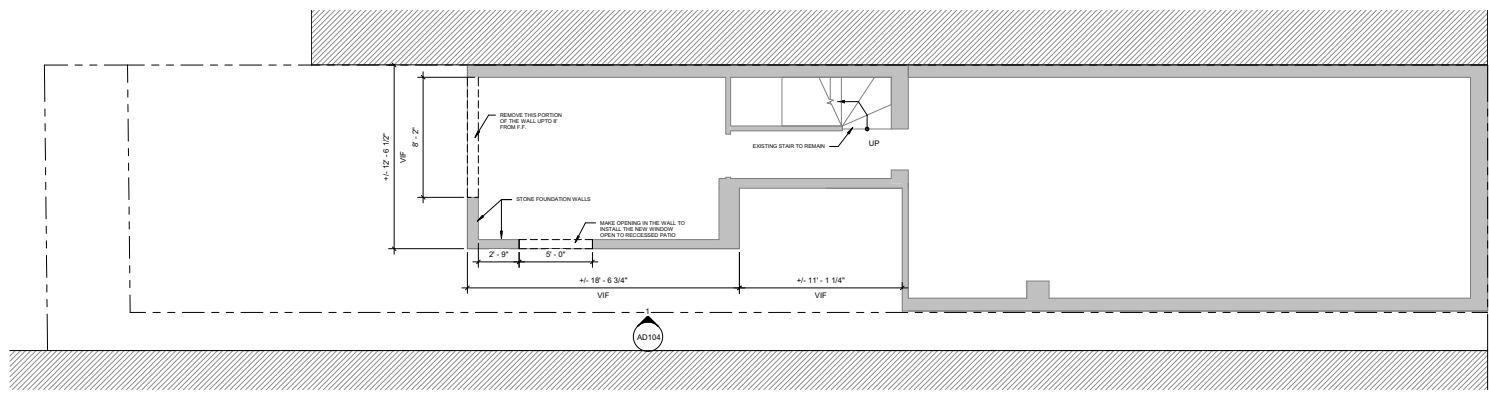 REMOVE THIS PORTION
OF THE WALL UPTO 8'
FROM F.F.
+/- 12' - 6 1/2"
VIF
8' - 2"
EXISTING STAIR TO REMAIN
UP
STONE FOUNDATION WALLS
MAKE OPENING IN THE WALL TO
INSTALL THE NEW WINDOW
OPEN TO RECCESSED PATIO
2' - 9"
5' - 0"
+/- 18' - 6 3/4"
VIF
+/- 11' - 1 1/4"
VIF
1
AD104